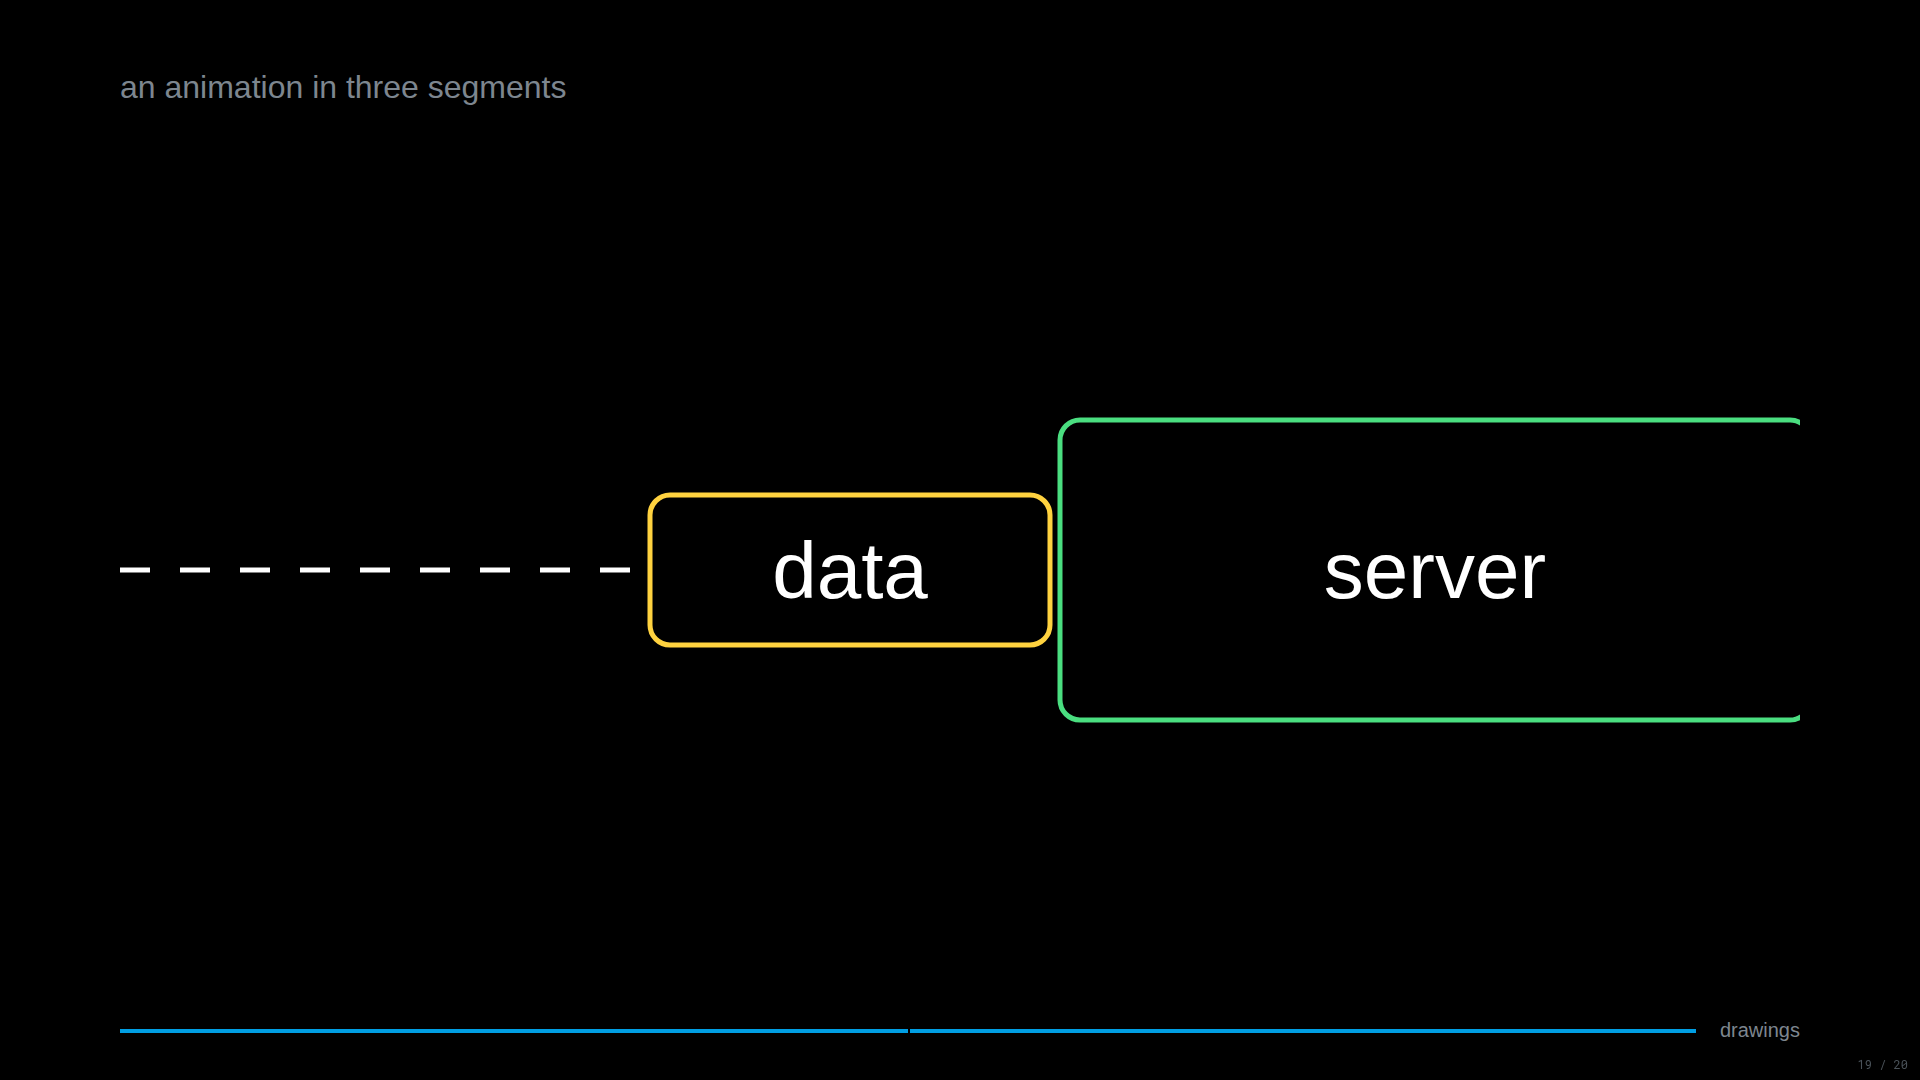 an animation in three segments
data
server
drawings
19 / 20